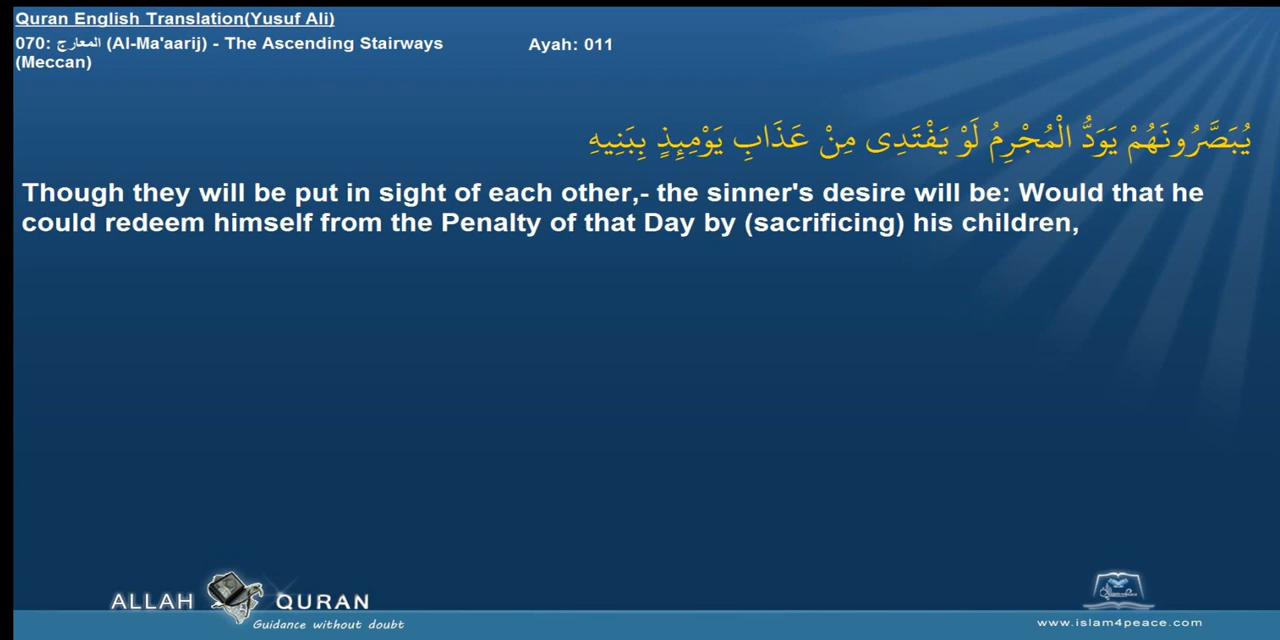 Quran English Translation(Yusuf Ali)
070: المعارج (Al-Ma'aarij) - The Ascending Stairways Ayah: 011
(Meccan)
يُبَصَّرُونَهُمْ يَوَدُّ الْمُجْرِمُ لَوْ يَفْتَدِى مِنْ عَذَابِ يَوْمِئِذٍ بِبَنِيهِ
Though they will be put in sight of each other,- the sinner's desire will be: Would that he
could redeem himself from the Penalty of that Day by (sacrificing) his children,
ALLAH QURAN
Guidance without doubt
www.islam4peace.com